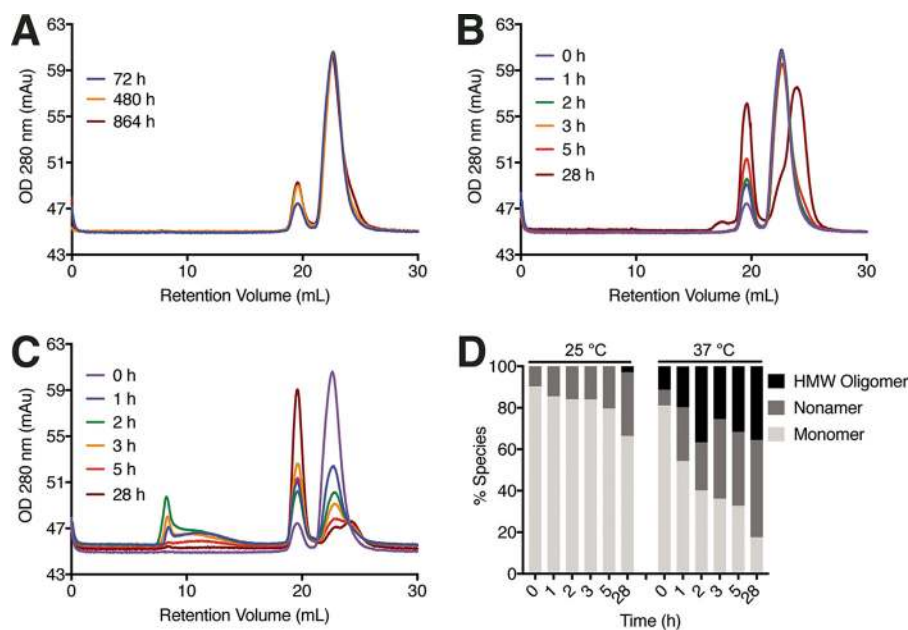 A
63
59
55
51
47
43
OD 280 nm (mAu)
72 h
480 h
864 h
0
10
20
30
Retention Volume (mL)
B
63
59
55
51
47
43
OD 280 nm (mAu)
0 h
1 h
2 h
3 h
5 h
28 h
0
10
20
30
Retention Volume (mL)
C
63
59
55
51
47
43
OD 280 nm (mAu)
0 h
1 h
2 h
3 h
5 h
28 h
0
10
20
30
Retention Volume (mL)
D
25 °C
37 °C
100
80
60
40
20
0
% Species
HMW Oligomer
Nonamer
Monomer
0 1 2 3 5 28 0 1 2 3 5 28
Time (h)